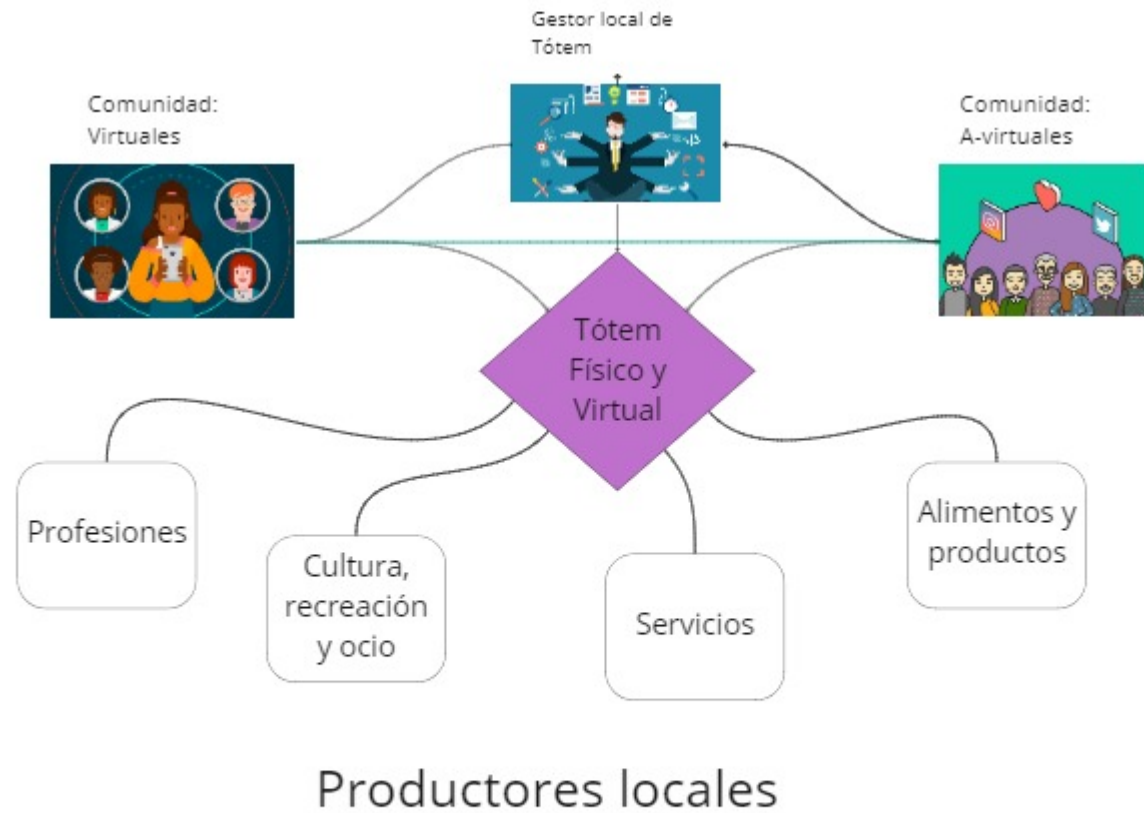 Gestor local de
Tótem
Comunidad:
Virtuales
Comunidad:
A-virtuales
Tótem
Físico y
Virtual
Profesiones
Cultura,
recreación
y ocio
Servicios
Alimentos y
productos
Productores locales